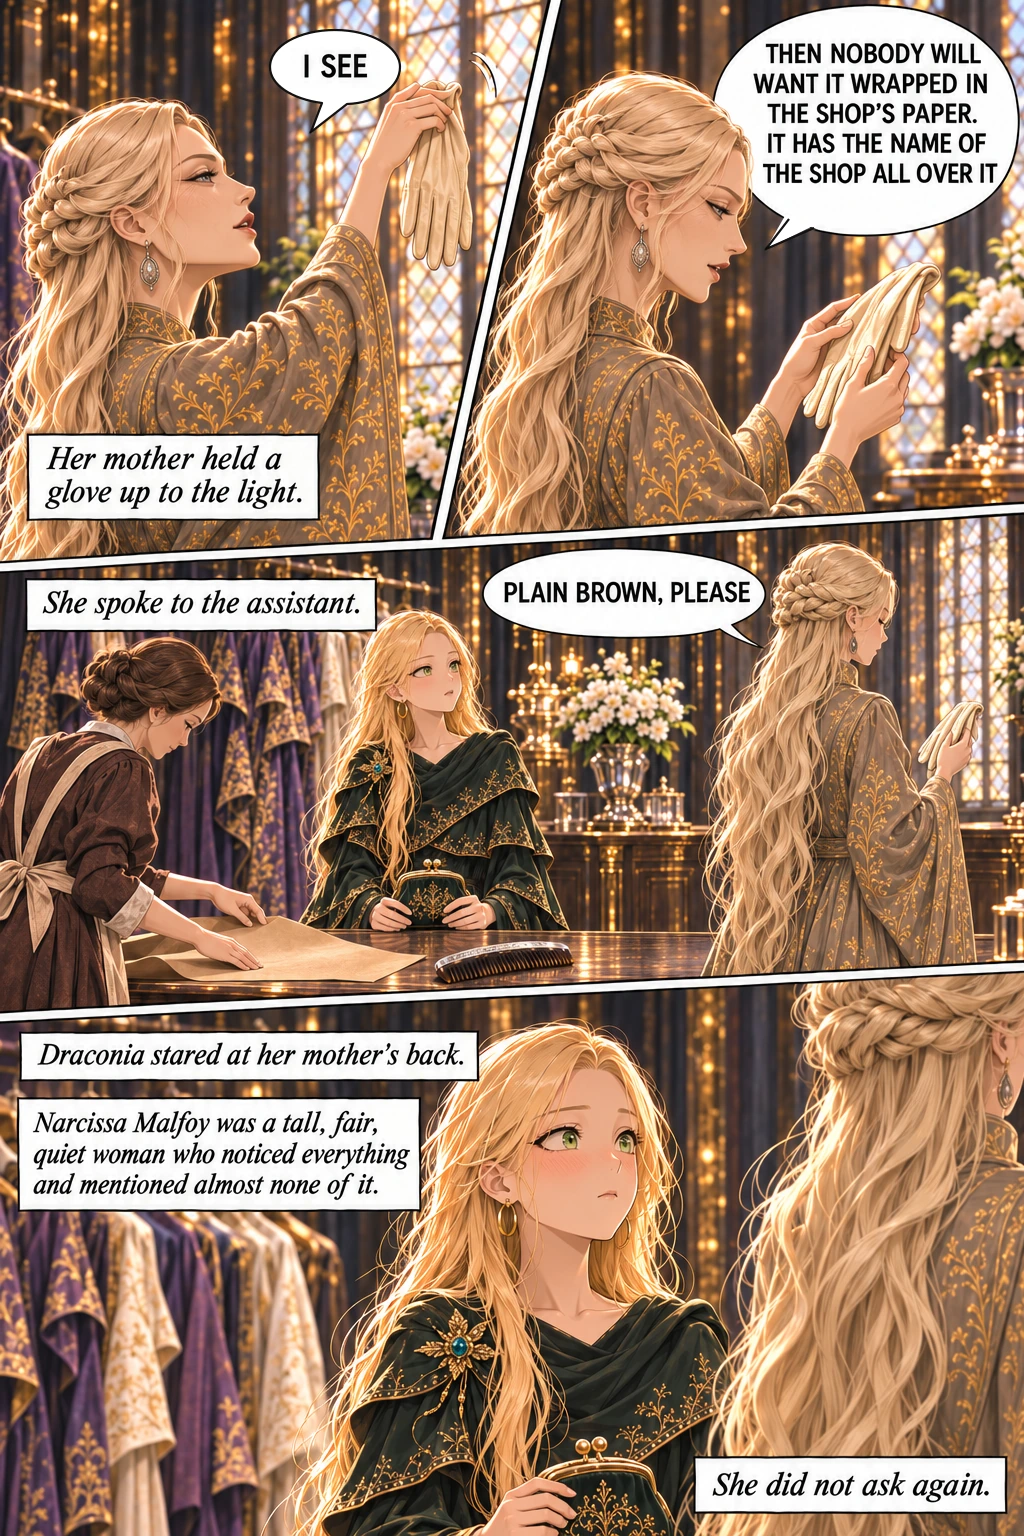 I SEE
Her mother held a
glove up to the light.
THEN NOBODY WILL
WANT IT WRAPPED IN
THE SHOP'S PAPER.
IT HAS THE NAME OF
THE SHOP ALL OVER IT
She spoke to the assistant.
PLAIN BROWN, PLEASE
Draconia stared at her mother's back.
Narcissa Malfoy was a tall, fair,
quiet woman who noticed everything
and mentioned almost none of it.
She did not ask again.